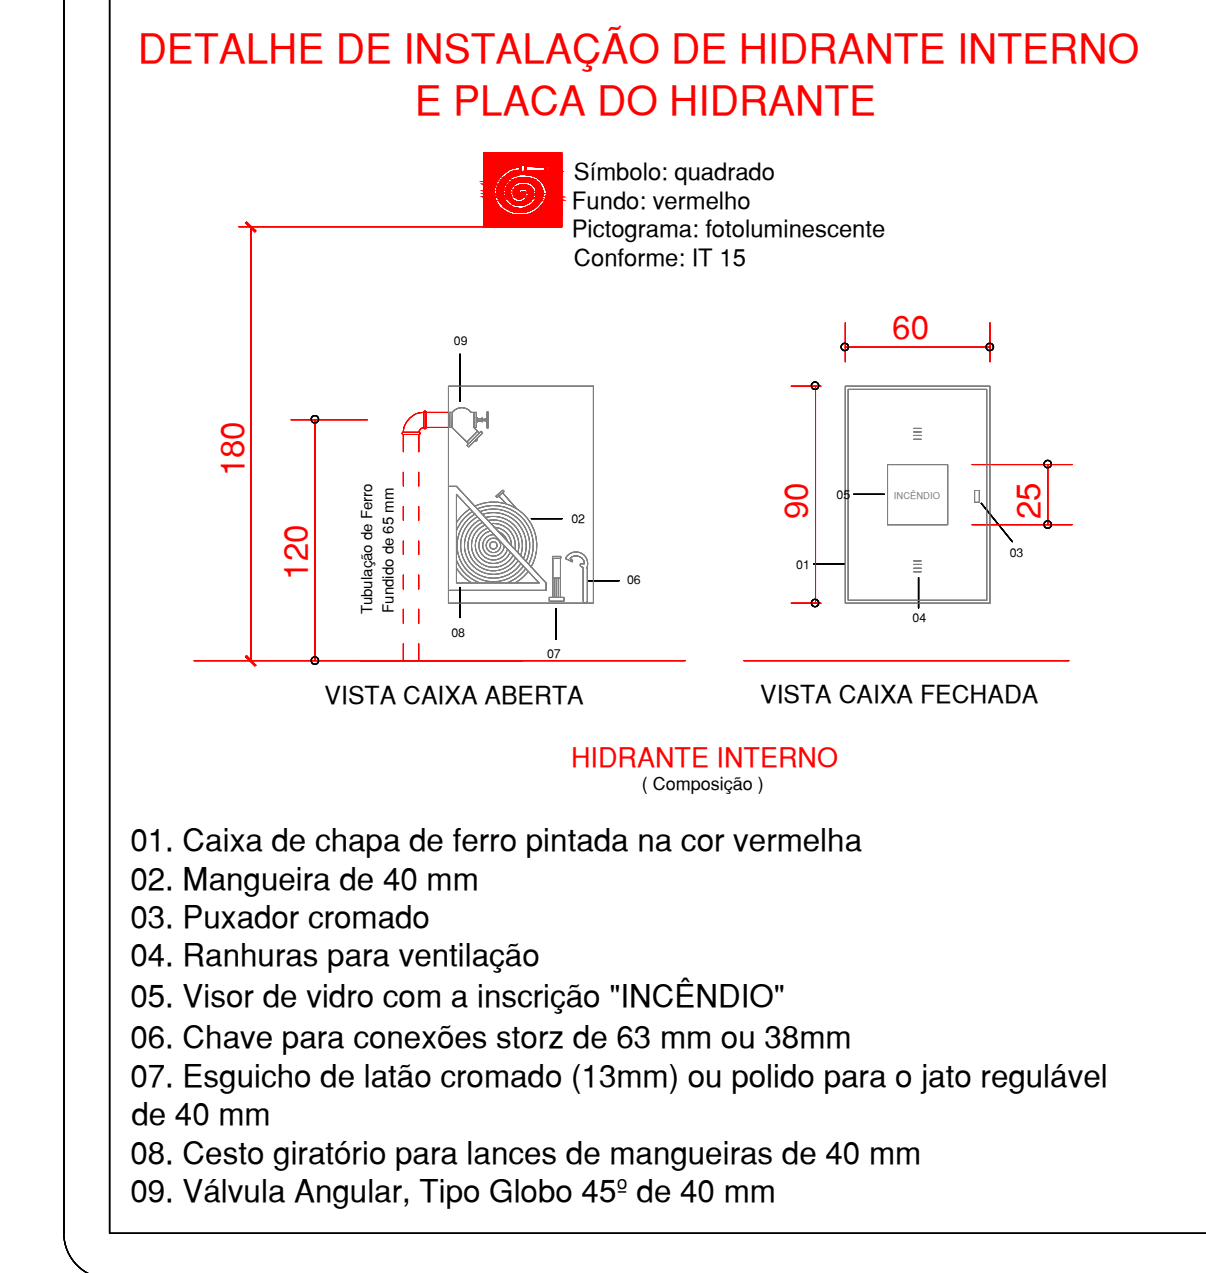 DETALHE DE INSTALAÇÃO DE HIDRANTE INTERNO
E PLACA DO HIDRANTE
Símbolo: quadrado
Fundo: vermelho
Pictograma: fotoluminescente
Conforme: IT 15
180
120
Tubulação de Ferro
Fundido de 65 mm
09
02
06
08
07
60
90
25
05
INCÊNDIO
03
01
04
VISTA CAIXA ABERTA
VISTA CAIXA FECHADA
HIDRANTE INTERNO
( Composição )
01. Caixa de chapa de ferro pintada na cor vermelha
02. Mangueira de 40 mm
03. Puxador cromado
04. Ranhuras para ventilação
05. Visor de vidro com a inscrição "INCÊNDIO"
06. Chave para conexões storz de 63 mm ou 38mm
07. Esguicho de latão cromado (13mm) ou polido para o jato regulável
de 40 mm
08. Cesto giratório para lances de mangueiras de 40 mm
09. Válvula Angular, Tipo Globo 45º de 40 mm